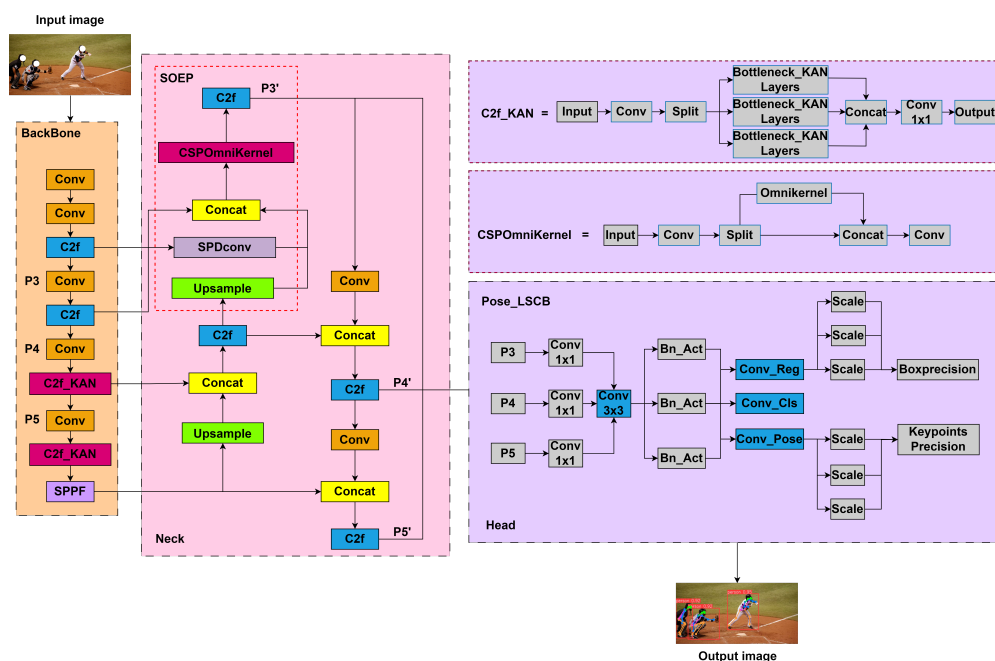 Input image
BackBone
Conv
Conv
C2f
P3
Conv
C2f
P4
Conv
C2f_KAN
P5
Conv
C2f_KAN
SPPF
SOEP
C2f
P3'
CSPOmniKernel
Concat
SPDconv
Upsample
C2f
Concat
Upsample
Conv
Concat
C2f
P4'
Conv
Concat
C2f
P5'
Neck
C2f_KAN
=
Input
Conv
Split
Bottleneck_KAN
Layers
Bottleneck_KAN
Layers
Bottleneck_KAN
Layers
Concat
Conv
1x1
Output
CSPOmniKernel
=
Input
Conv
Split
Omnikernel
Concat
Conv
Pose_LSCB
P3
Conv
1x1
P4
Conv
1x1
P5
Conv
1x1
Conv
3x3
Bn_Act
Bn_Act
Bn_Act
Conv_Reg
Conv_Cls
Conv_Pose
Scale
Scale
Scale
Boxprecision
Scale
Scale
Scale
Keypoints
Precision
Head
Output image